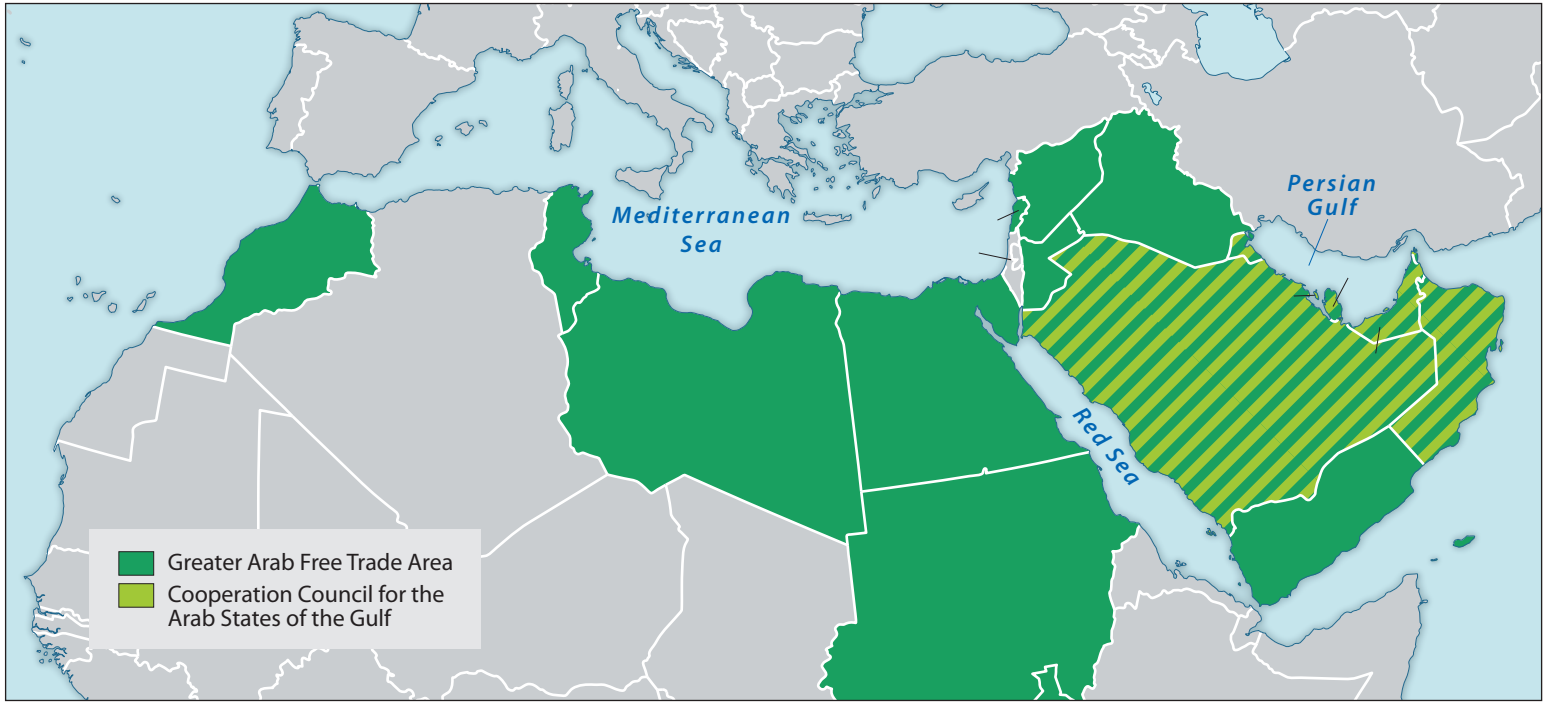 Mediterranean
Sea
Persian
Gulf
Red Sea
Greater Arab Free Trade Area
Cooperation Council for the
Arab States of the Gulf